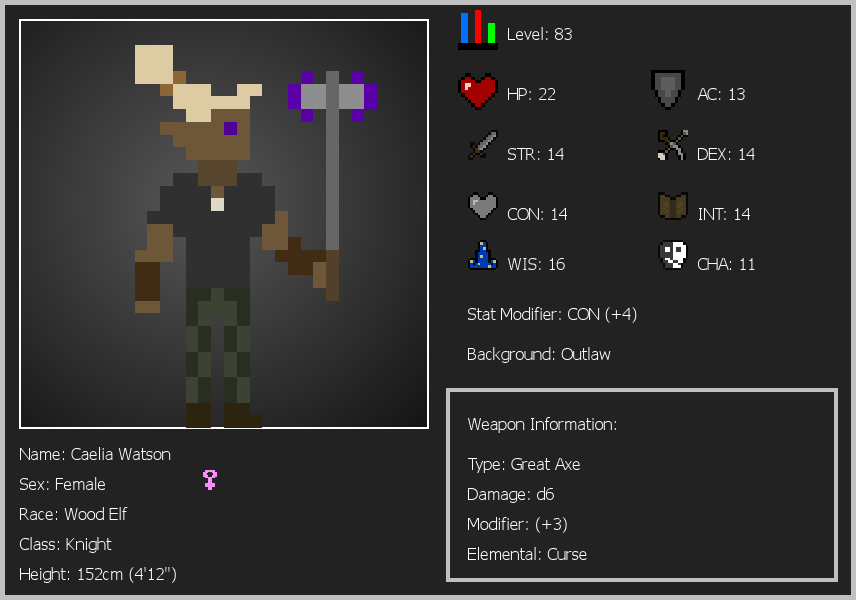 Level: 83
HP: 22
AC: 13
STR: 14
DEX: 14
CON: 14
INT: 14
WIS: 16
CHA: 11
Stat Modifier: CON (+4)
Background: Outlaw
Weapon Information:
Type: Great Axe
Damage: d6
Modifier: (+3)
Elemental: Curse
Name: Caelia Watson
Sex: Female
Race: Wood Elf
Class: Knight
Height: 152cm (4'12")